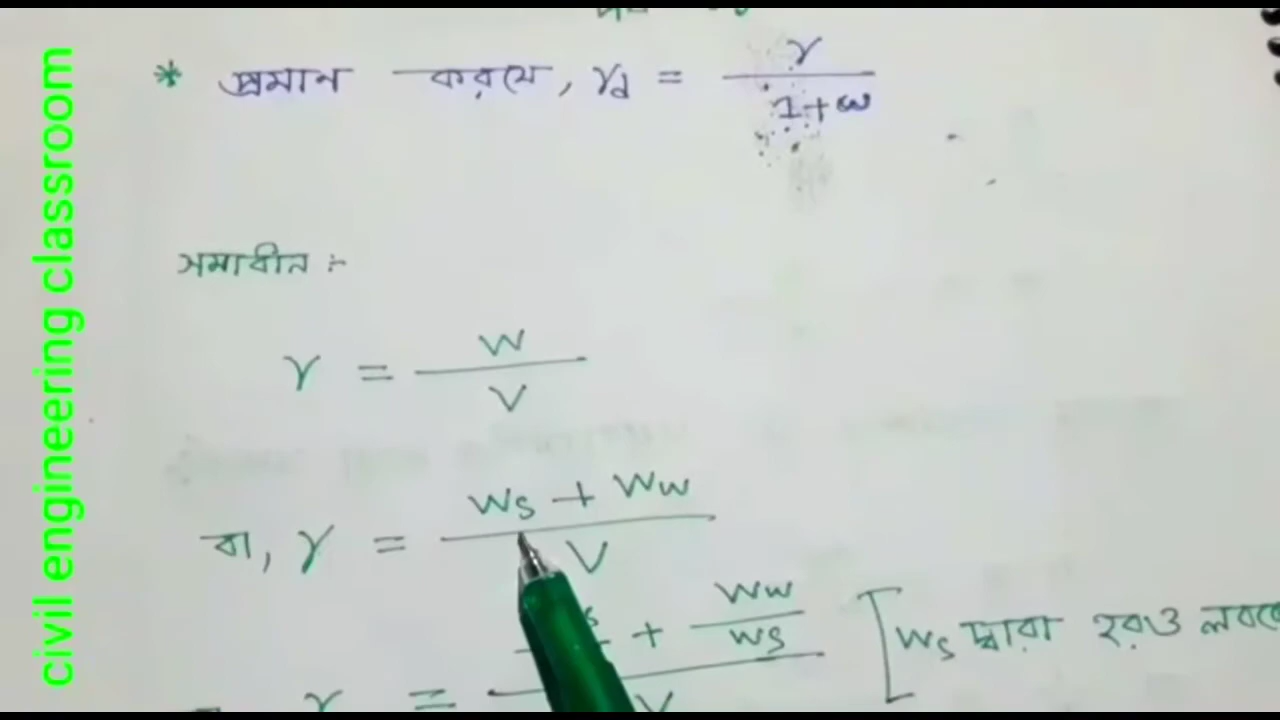 * প্রমান করযে, γd = γ / 1+ω
সমাধান :-
γ = W / V
বা, γ = Ws + Ww / V
γ = + Ww / Ws [Ws দ্বারা হরও লবকে
civil engineering classroom